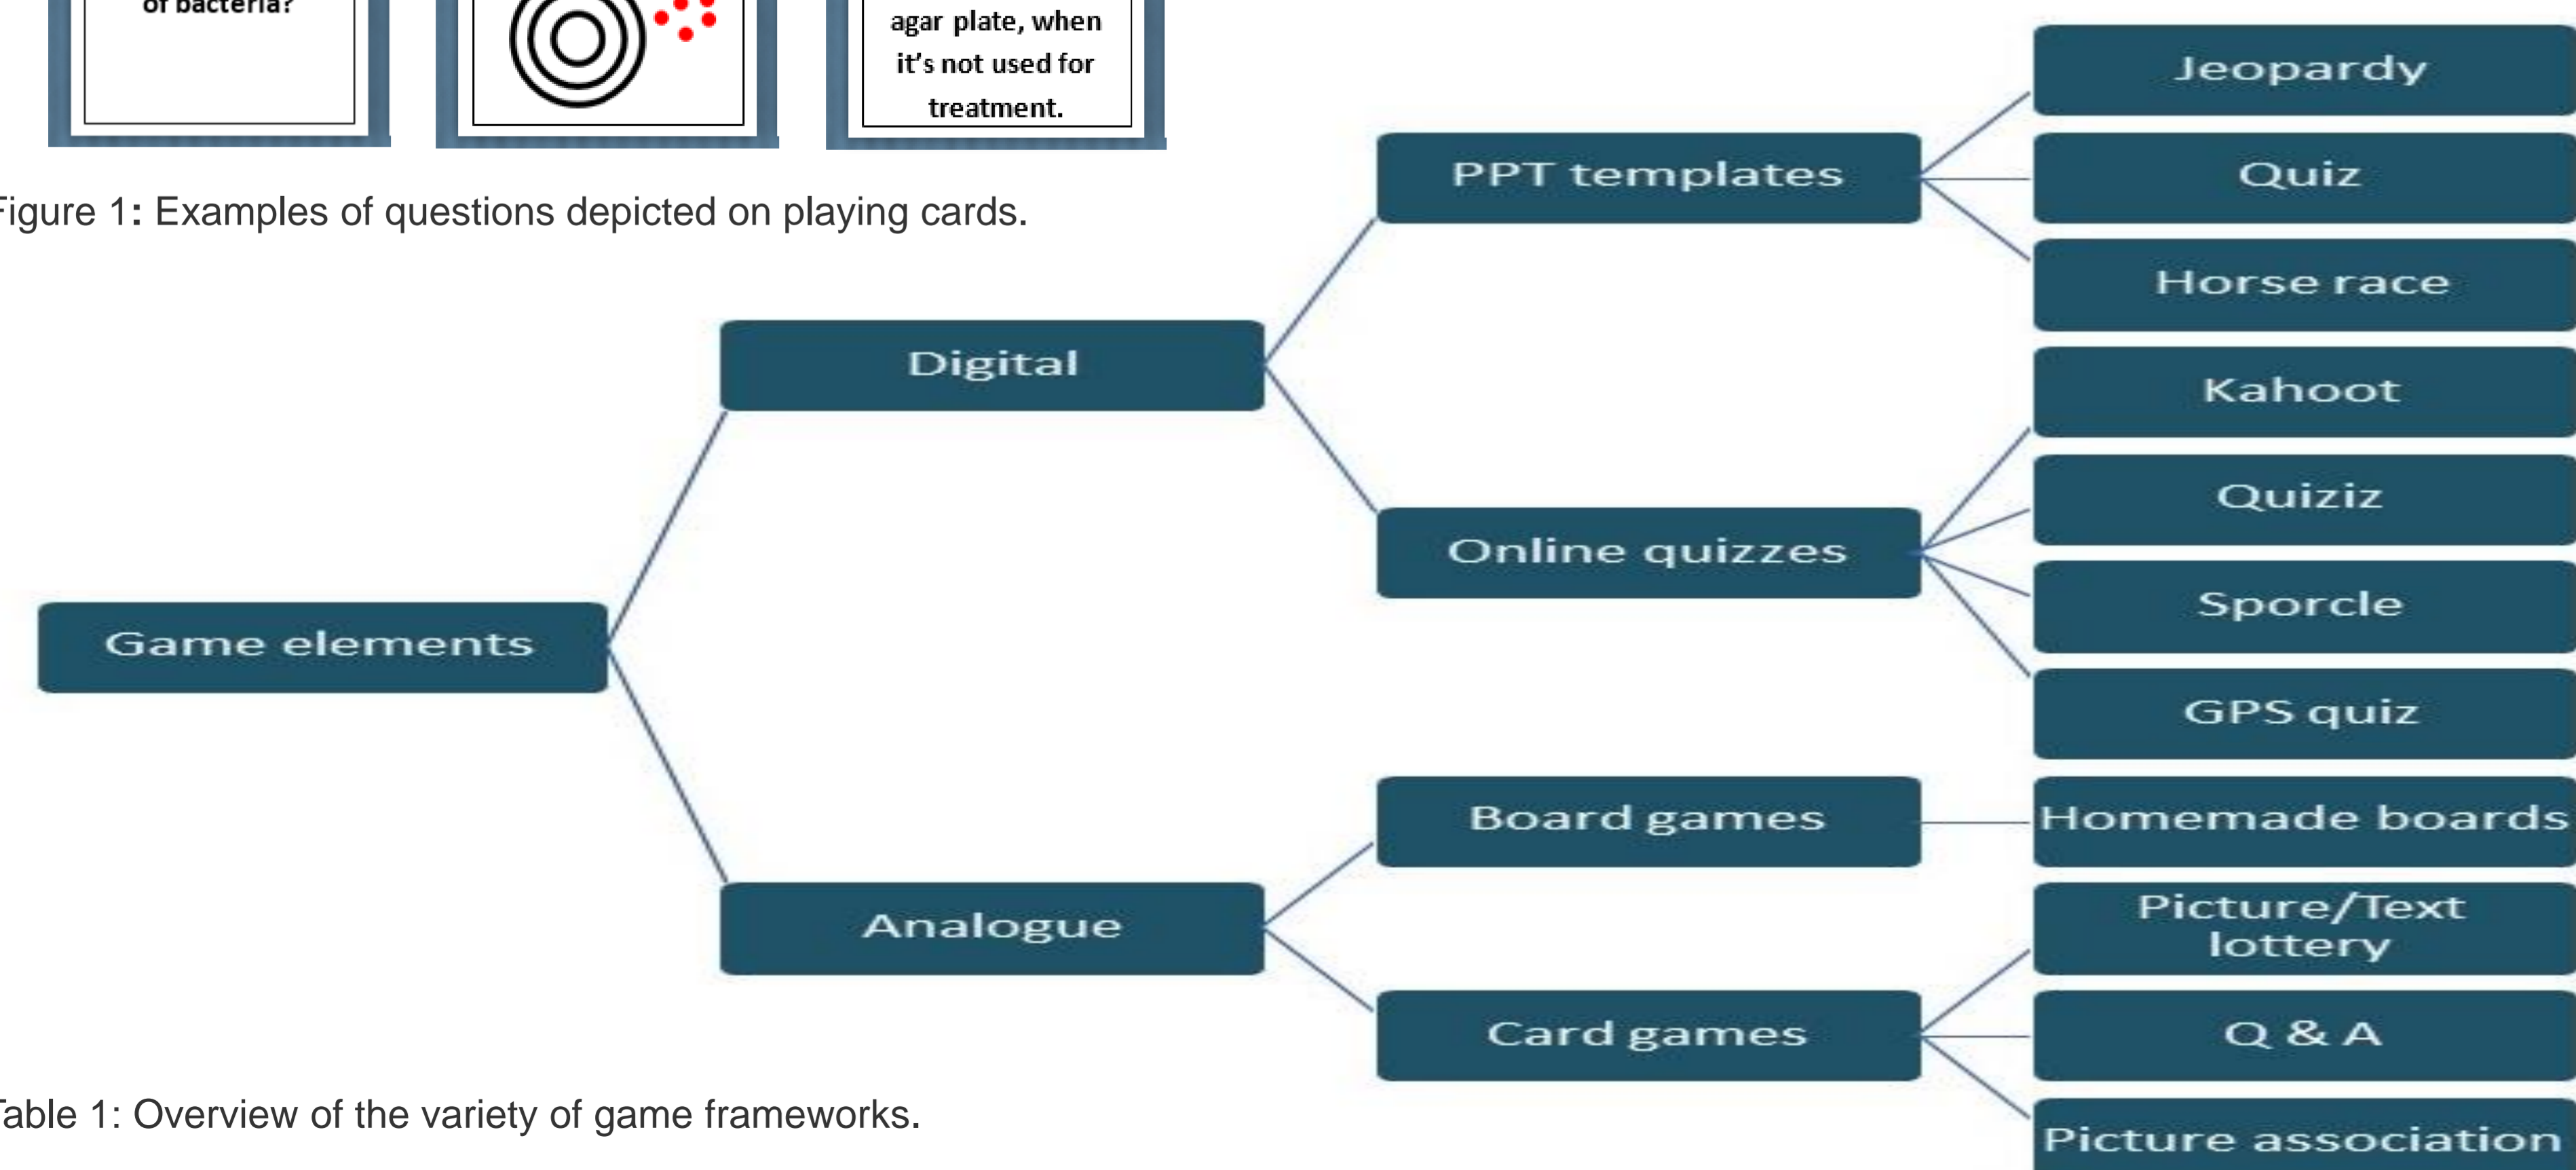 of bacteria?
agar plate, when
it's not used for
treatment.
Figure 1: Examples of questions depicted on playing cards.
Game elements
Digital
Analogue
PPT templates
Online quizzes
Board games
Card games
Jeopardy
Quiz
Horse race
Kahoot
Quiziz
Sporcle
GPS quiz
Homemade boards
Picture/Text
lottery
Q & A
Picture association
Table 1: Overview of the variety of game frameworks.